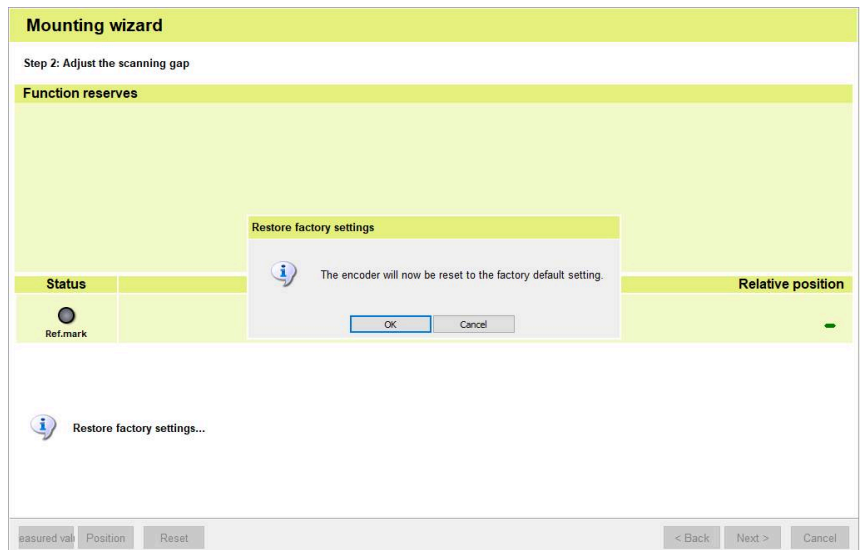 Mounting wizard
Step 2: Adjust the scanning gap
Function reserves
Restore factory settings
The encoder will now be reset to the factory default setting.
OK Cancel
Status Relative position
Ref.mark
Restore factory settings...
easured val Position Reset < Back Next > Cancel